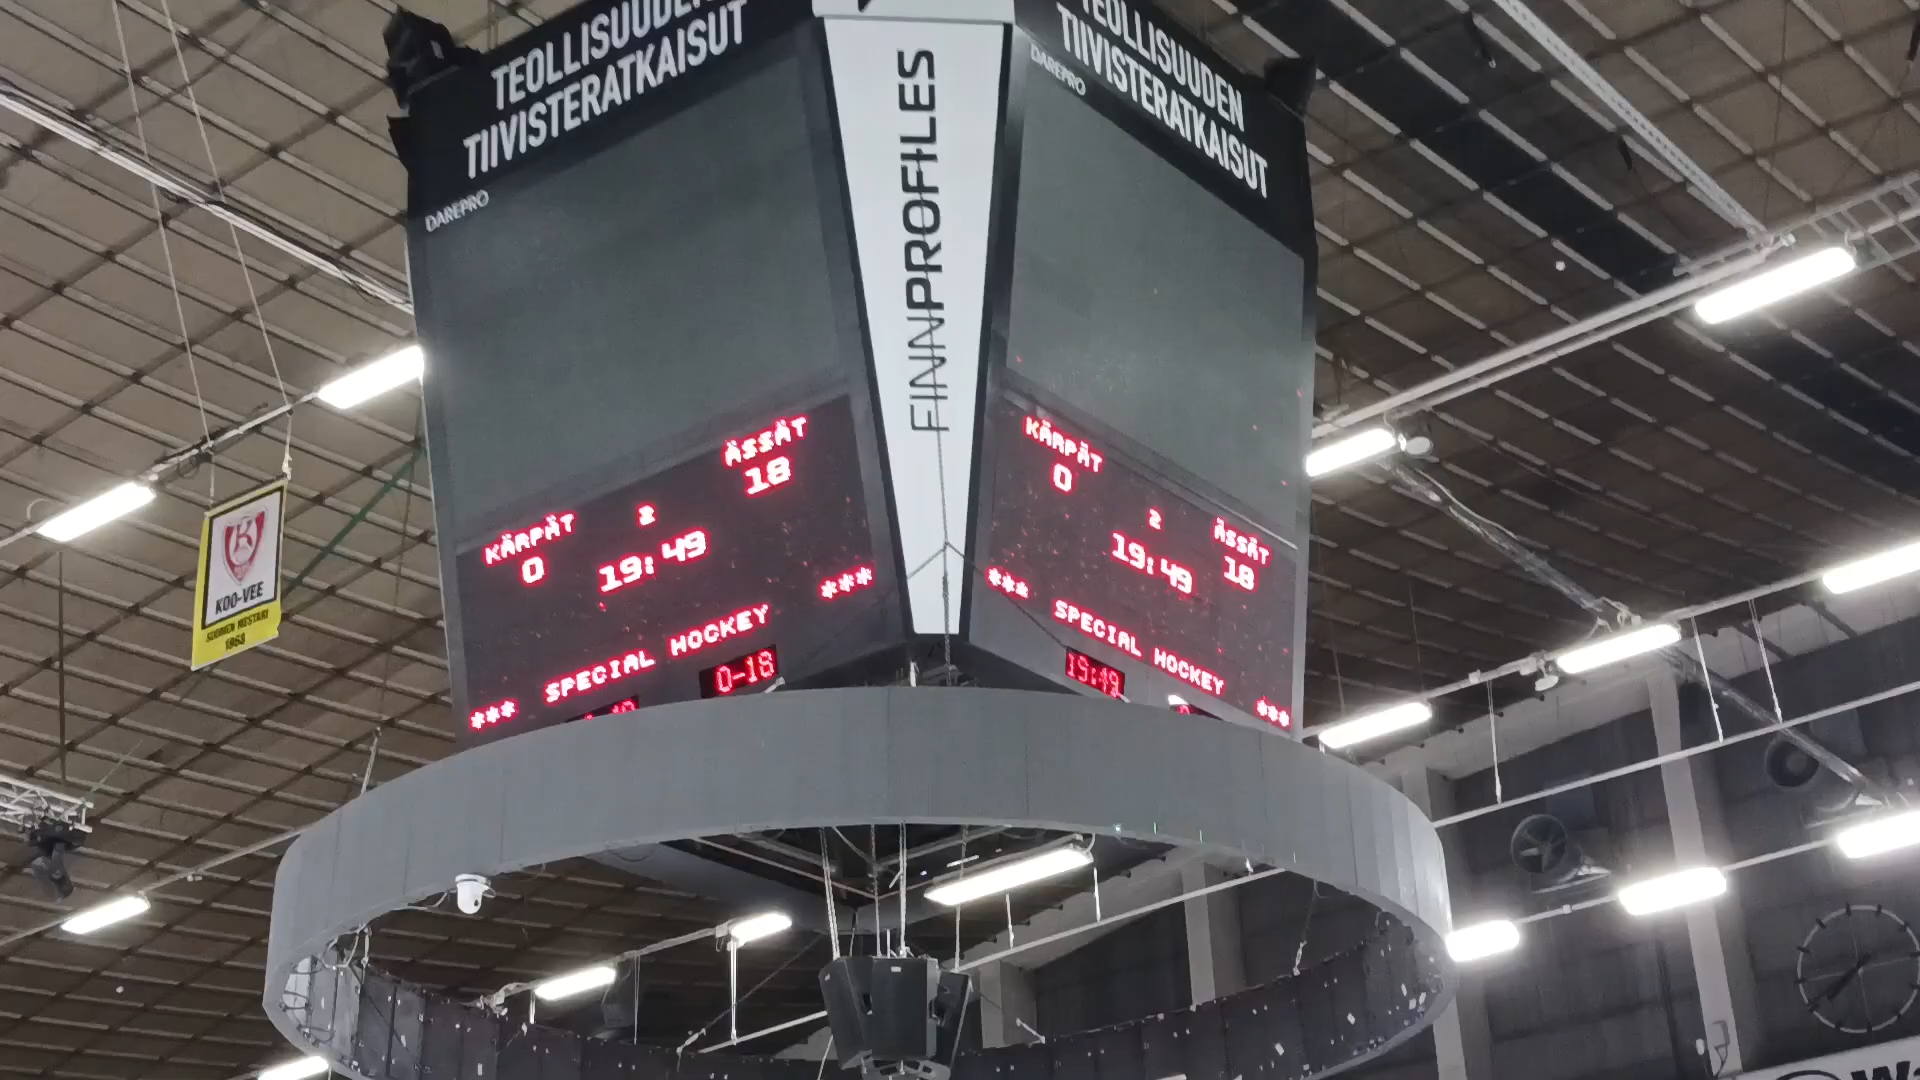 TEOLLISUUDEN
TIIVISTERATKAISUT
DAREPRO
KÄRPÄT
0
2
19:49
ÄSSÄT
18
*** SPECIAL HOCKEY ***
0-18
FINNPROFILES
TEOLLISUUDEN
TIIVISTERATKAISUT
DAREPRO
KÄRPÄT
0
2
19:49
ÄSSÄT
18
*** SPECIAL HOCKEY ***
19:49
K
KOO-VEE
SUOMEN MESTARI
1968